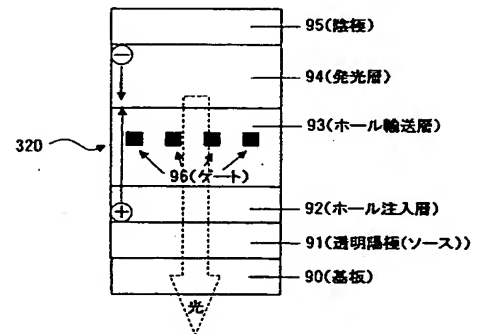 95(陰極)
94(発光層)
93(ホール輸送層)
320
96(ゲート)
92(ホール注入層)
91(透明陽極(ソース))
90(基板)
光